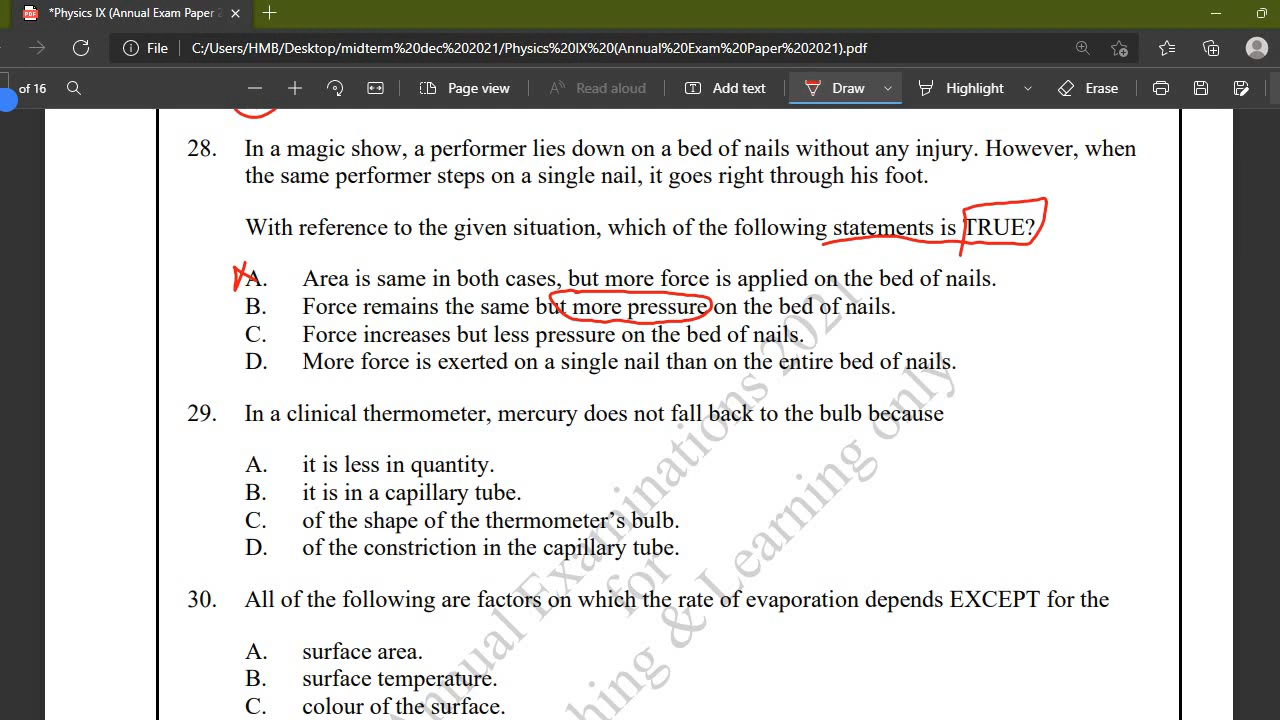 *Physics IX (Annual Exam Paper 2
File
C:/Users/HMB/Desktop/midterm%20dec%202021/Physics%20IX%20(Annual%20Exam%20Paper%202021).pdf
of 16
Page view
Read aloud
Add text
Draw
Highlight
Erase
28. In a magic show, a performer lies down on a bed of nails without any injury. However, when
the same performer steps on a single nail, it goes right through his foot.
With reference to the given situation, which of the following statements is TRUE?
A. Area is same in both cases, but more force is applied on the bed of nails.
B. Force remains the same but more pressure on the bed of nails.
C. Force increases but less pressure on the bed of nails.
D. More force is exerted on a single nail than on the entire bed of nails.
29. In a clinical thermometer, mercury does not fall back to the bulb because
A. it is less in quantity.
B. it is in a capillary tube.
C. of the shape of the thermometer's bulb.
D. of the constriction in the capillary tube.
30. All of the following are factors on which the rate of evaporation depends EXCEPT for the
A. surface area.
B. surface temperature.
C. colour of the surface.
Annual Examinations 2021
for
hing & Learning only